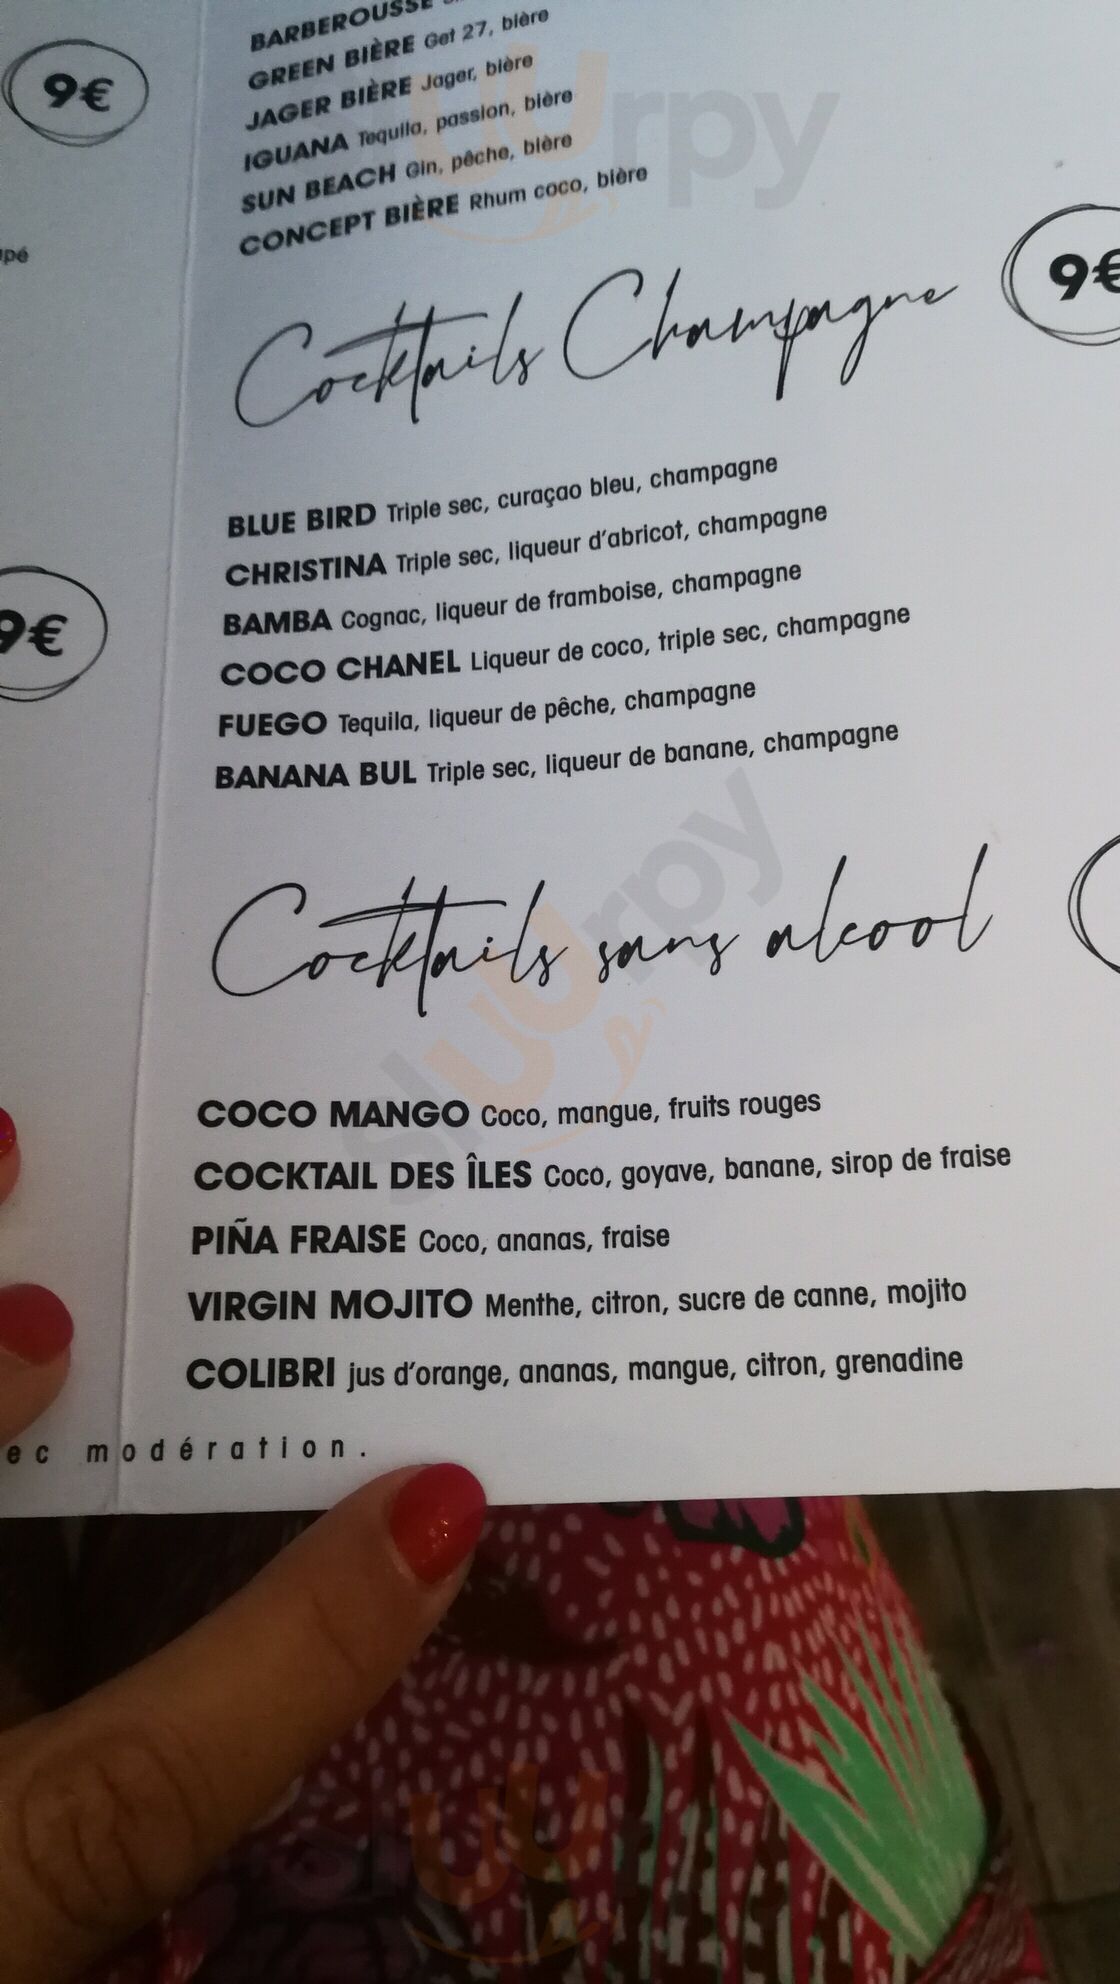 BARBEROUSSE
9€
GREEN BIÈRE Get 27, bière
JAGER BIÈRE Jager, bière
IGUANA Tequila, passion, bière
SUN BEACH Gin, pêche, bière
CONCEPT BIÈRE Rhum coco, bière
upé
Cocktails Champagne
9€
BLUE BIRD Triple sec, curaçao bleu, champagne
CHRISTINA Triple sec, liqueur d'abricot, champagne
BAMBA Cognac, liqueur de framboise, champagne
9€
COCO CHANEL Liqueur de coco, triple sec, champagne
FUEGO Tequila, liqueur de pêche, champagne
BANANA BUL Triple sec, liqueur de banane, champagne
Cocktails sans alcool
COCO MANGO Coco, mangue, fruits rouges
COCKTAIL DES ÎLES Coco, goyave, banane, sirop de fraise
PIÑA FRAISE Coco, ananas, fraise
VIRGIN MOJITO Menthe, citron, sucre de canne, mojito
COLIBRI jus d'orange, ananas, mangue, citron, grenadine
ec modération.
sluurpy
sluurpy
sluurpy